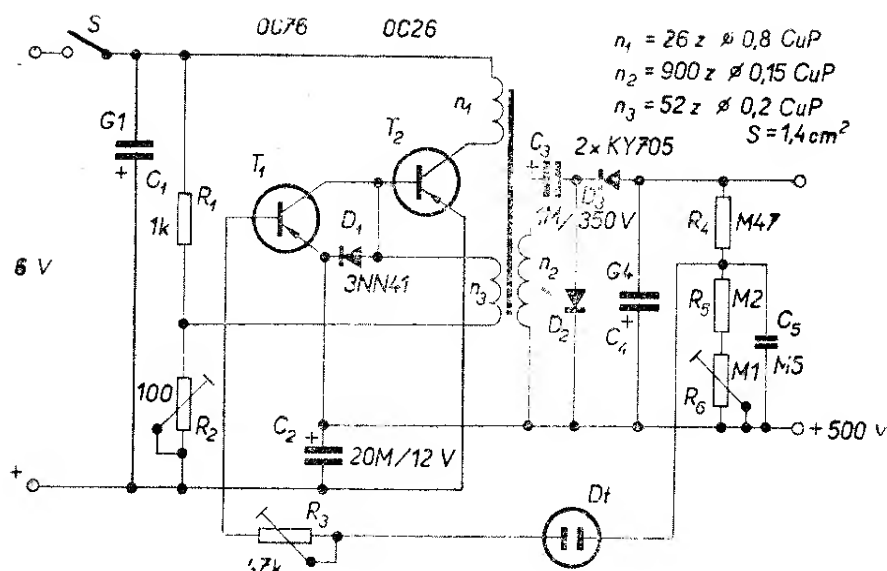 S
OC76 OC26
n1 = 26 z ø 0,8 CuP
n2 = 900 z ø 0,15 CuP
n3 = 52 z ø 0,2 CuP
S = 1,4 cm²
G1
+
C1
R1
1k
T1
T2
n1
C3
+
1M/350 V
2× KY705
D3
D1
3NN41
n3
n2
D2
G4
+
C4
R4
M47
R5
M2
C5
M5
M1
R6
6 V
100
R2
C2
+
20M/12 V
+ 500 V
+
R3
47k
Dt